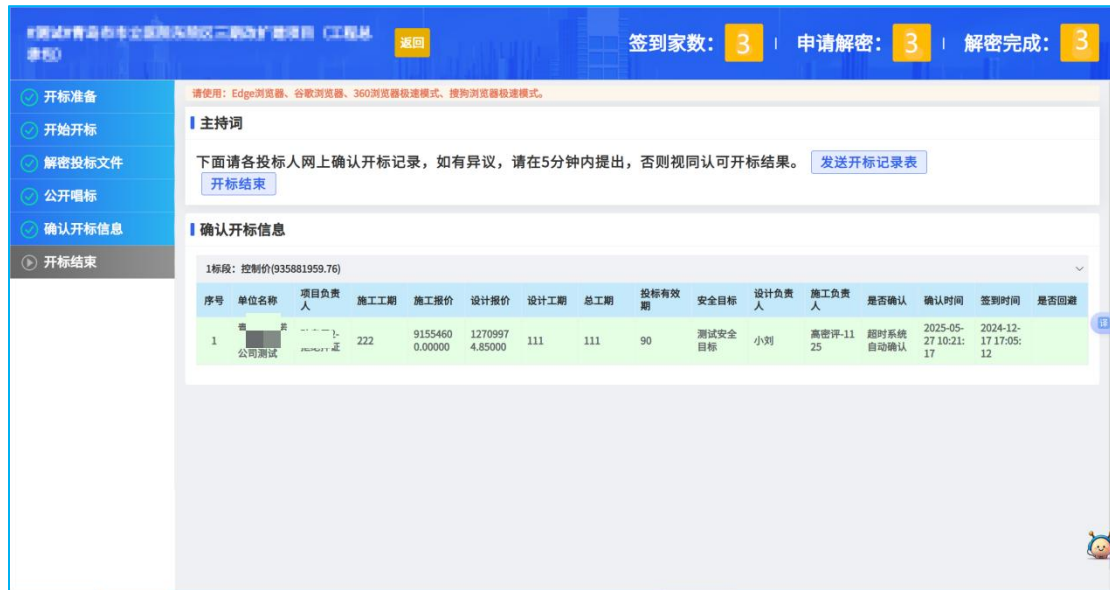 返回
签到家数： 3 申请解密： 3 解密完成： 3
开标准备
开始开标
解密投标文件
公开唱标
确认开标信息
开标结束
请使用：Edge浏览器、谷歌浏览器、360浏览器极速模式、搜狗浏览器极速模式。
主持词
下面请各投标人网上确认开标记录，如有异议，请在5分钟内提出，否则视同认可开标结果。 发送开标记录表
开标结束
确认开标信息
1标段：控制价(935881959.76)
序号 单位名称 项目负责人 施工工期 施工报价 设计报价 设计工期 总工期 投标有效期 安全目标 设计负责人 施工负责人 是否确认 确认时间 签到时间 是否回避
1 公司测试 222 91554600.00000 12709974.85000 111 111 90 测试安全目标 小刘 高密评-1125 超时系统自动确认 2025-05-27 10:21:17 2024-12-17 17:05:12
译